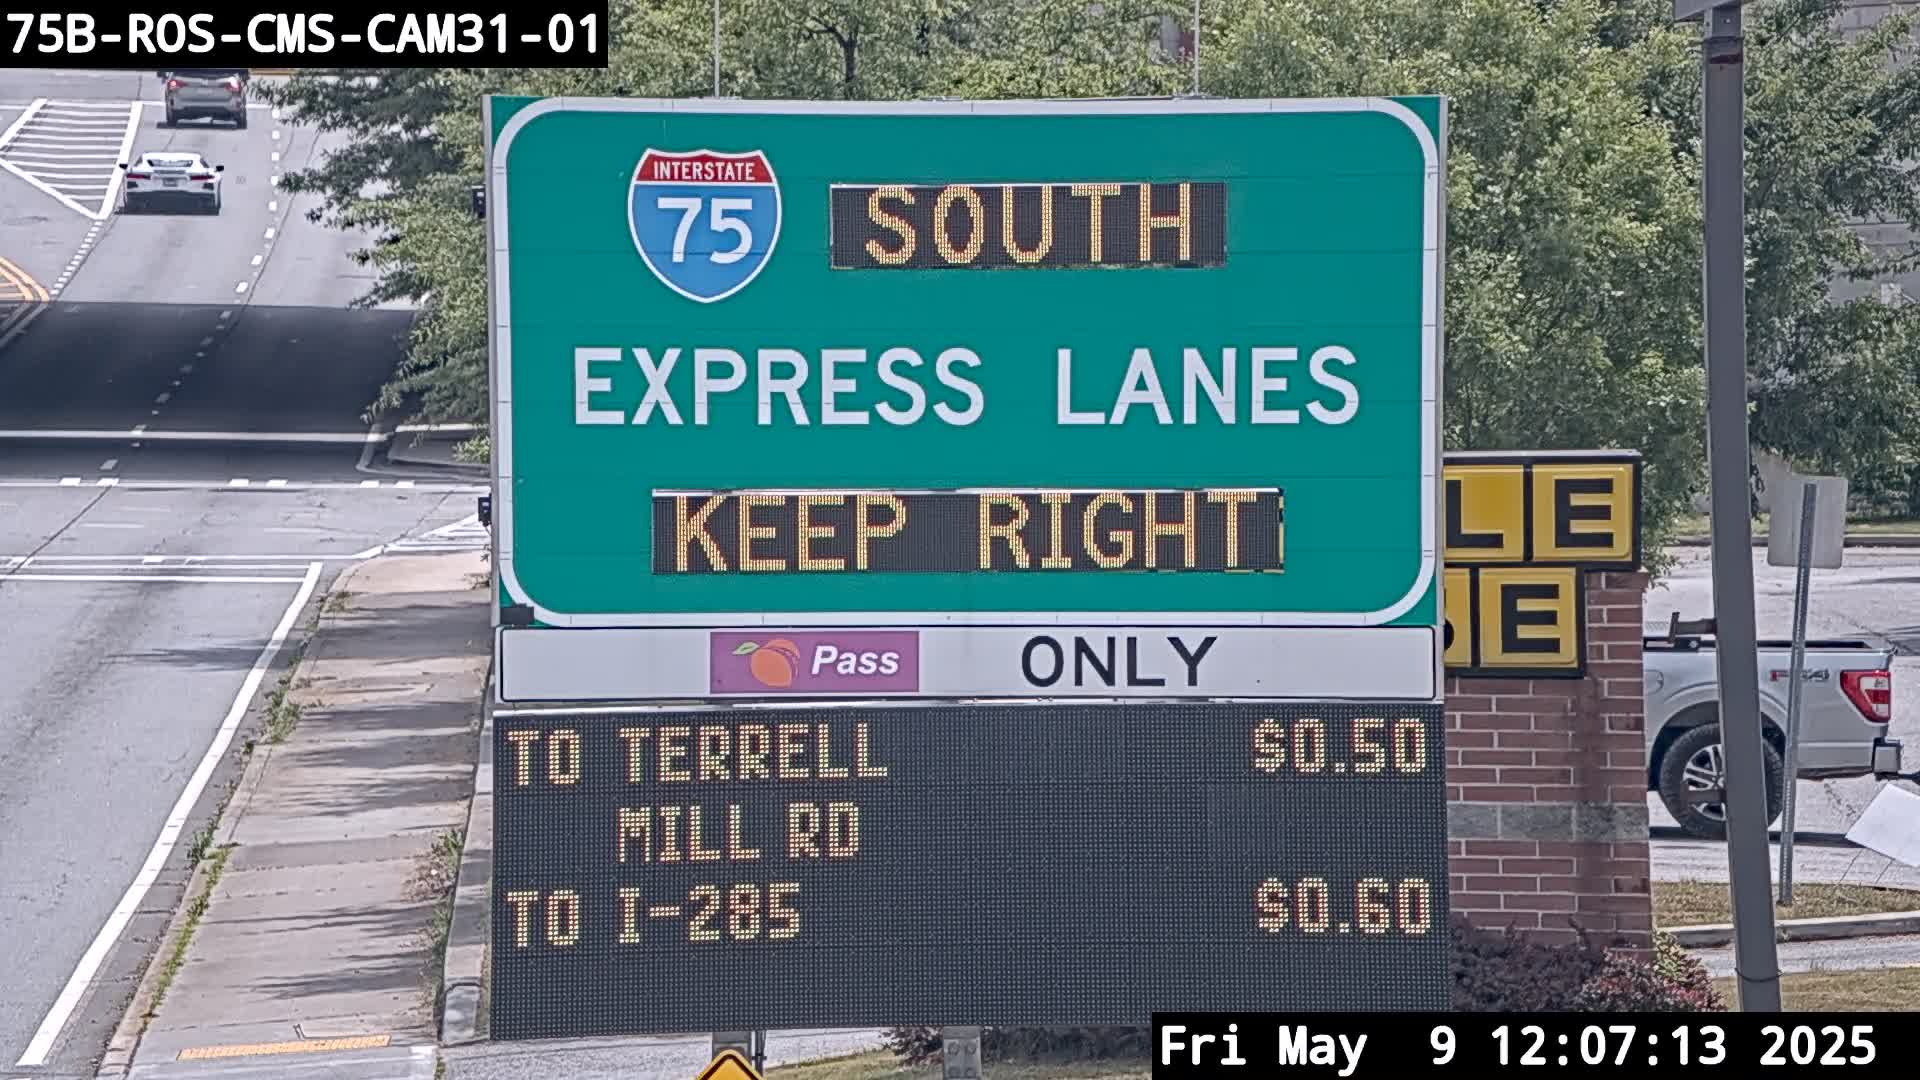 75B-ROS-CMS-CAM31-01
INTERSTATE
75
SOUTH
EXPRESS LANES
KEEP RIGHT
Pass ONLY
TO TERRELL $0.50
MILL RD
TO I-285 $0.60
LE
E
Fri May 9 12:07:13 2025